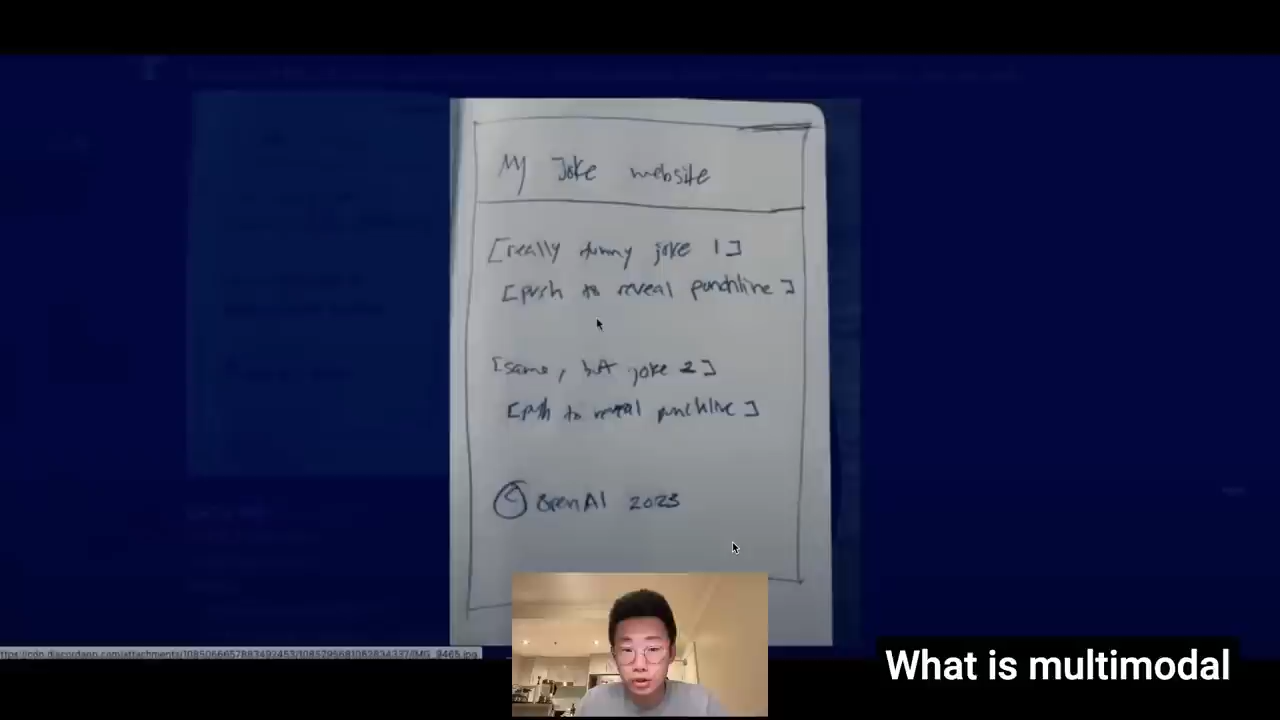 My Joke website
[really funny joke 1]
[push to reveal punchline]
[same, but joke 2]
[push to reveal punchline]
© OpenAI 2023
What is multimodal